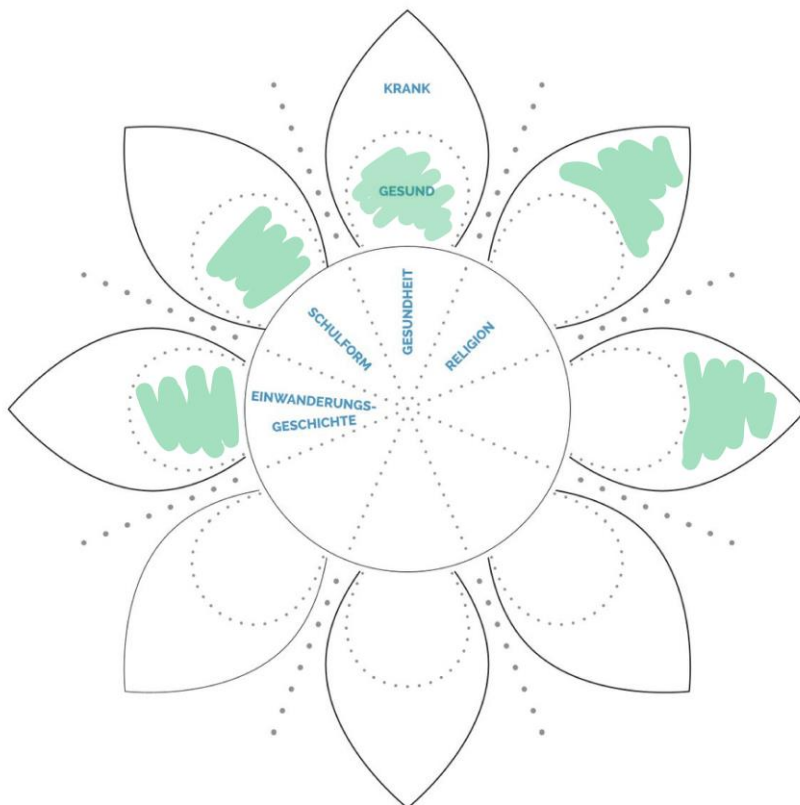 KRANK
GESUND
GESUNDHEIT
SCHULFORM
RELIGION
EINWANDERUNGS-
GESCHICHTE